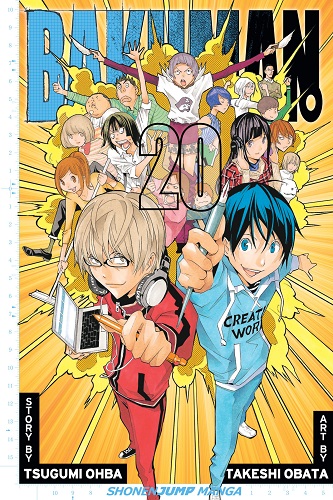 BAKUMAN。
20
CREATE
WORK
STORY BY
TSUGUMI OHBA
ART BY
TAKESHI OBATA
SHONEN JUMP MANGA